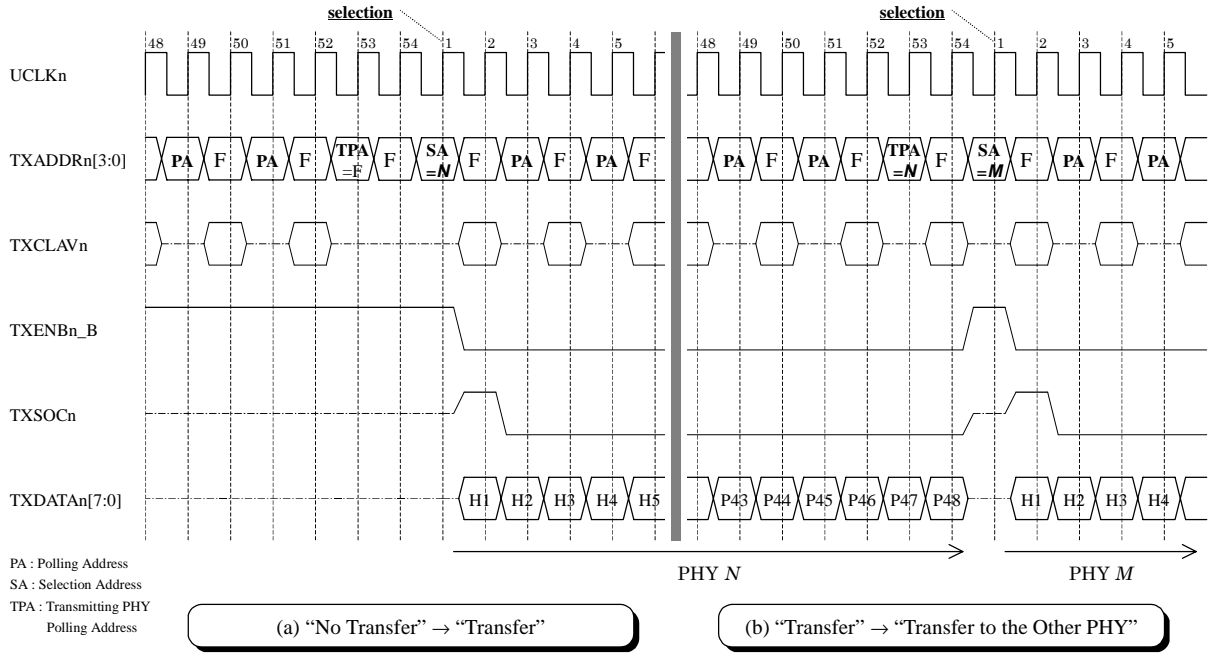 selection selection
48 49 50 51 52 53 54 1 2 3 4 5 48 49 50 51 52 53 54 1 2 3 4 5
UCLKn
TXADDRn[3:0] PA F PA F TPA =F F SA =N F PA F PA F PA F PA F TPA =N F SA =M F PA F PA
TXCLAVn
TXENBn_B
TXSOCn
TXDATAn[7:0] H1 H2 H3 H4 H5 P43 P44 P45 P46 P47 P48 H1 H2 H3 H4
PHY N PHY M
PA : Polling Address
SA : Selection Address
TPA : Transmitting PHY
Polling Address
(a) “No Transfer” → “Transfer” (b) “Transfer” → “Transfer to the Other PHY”